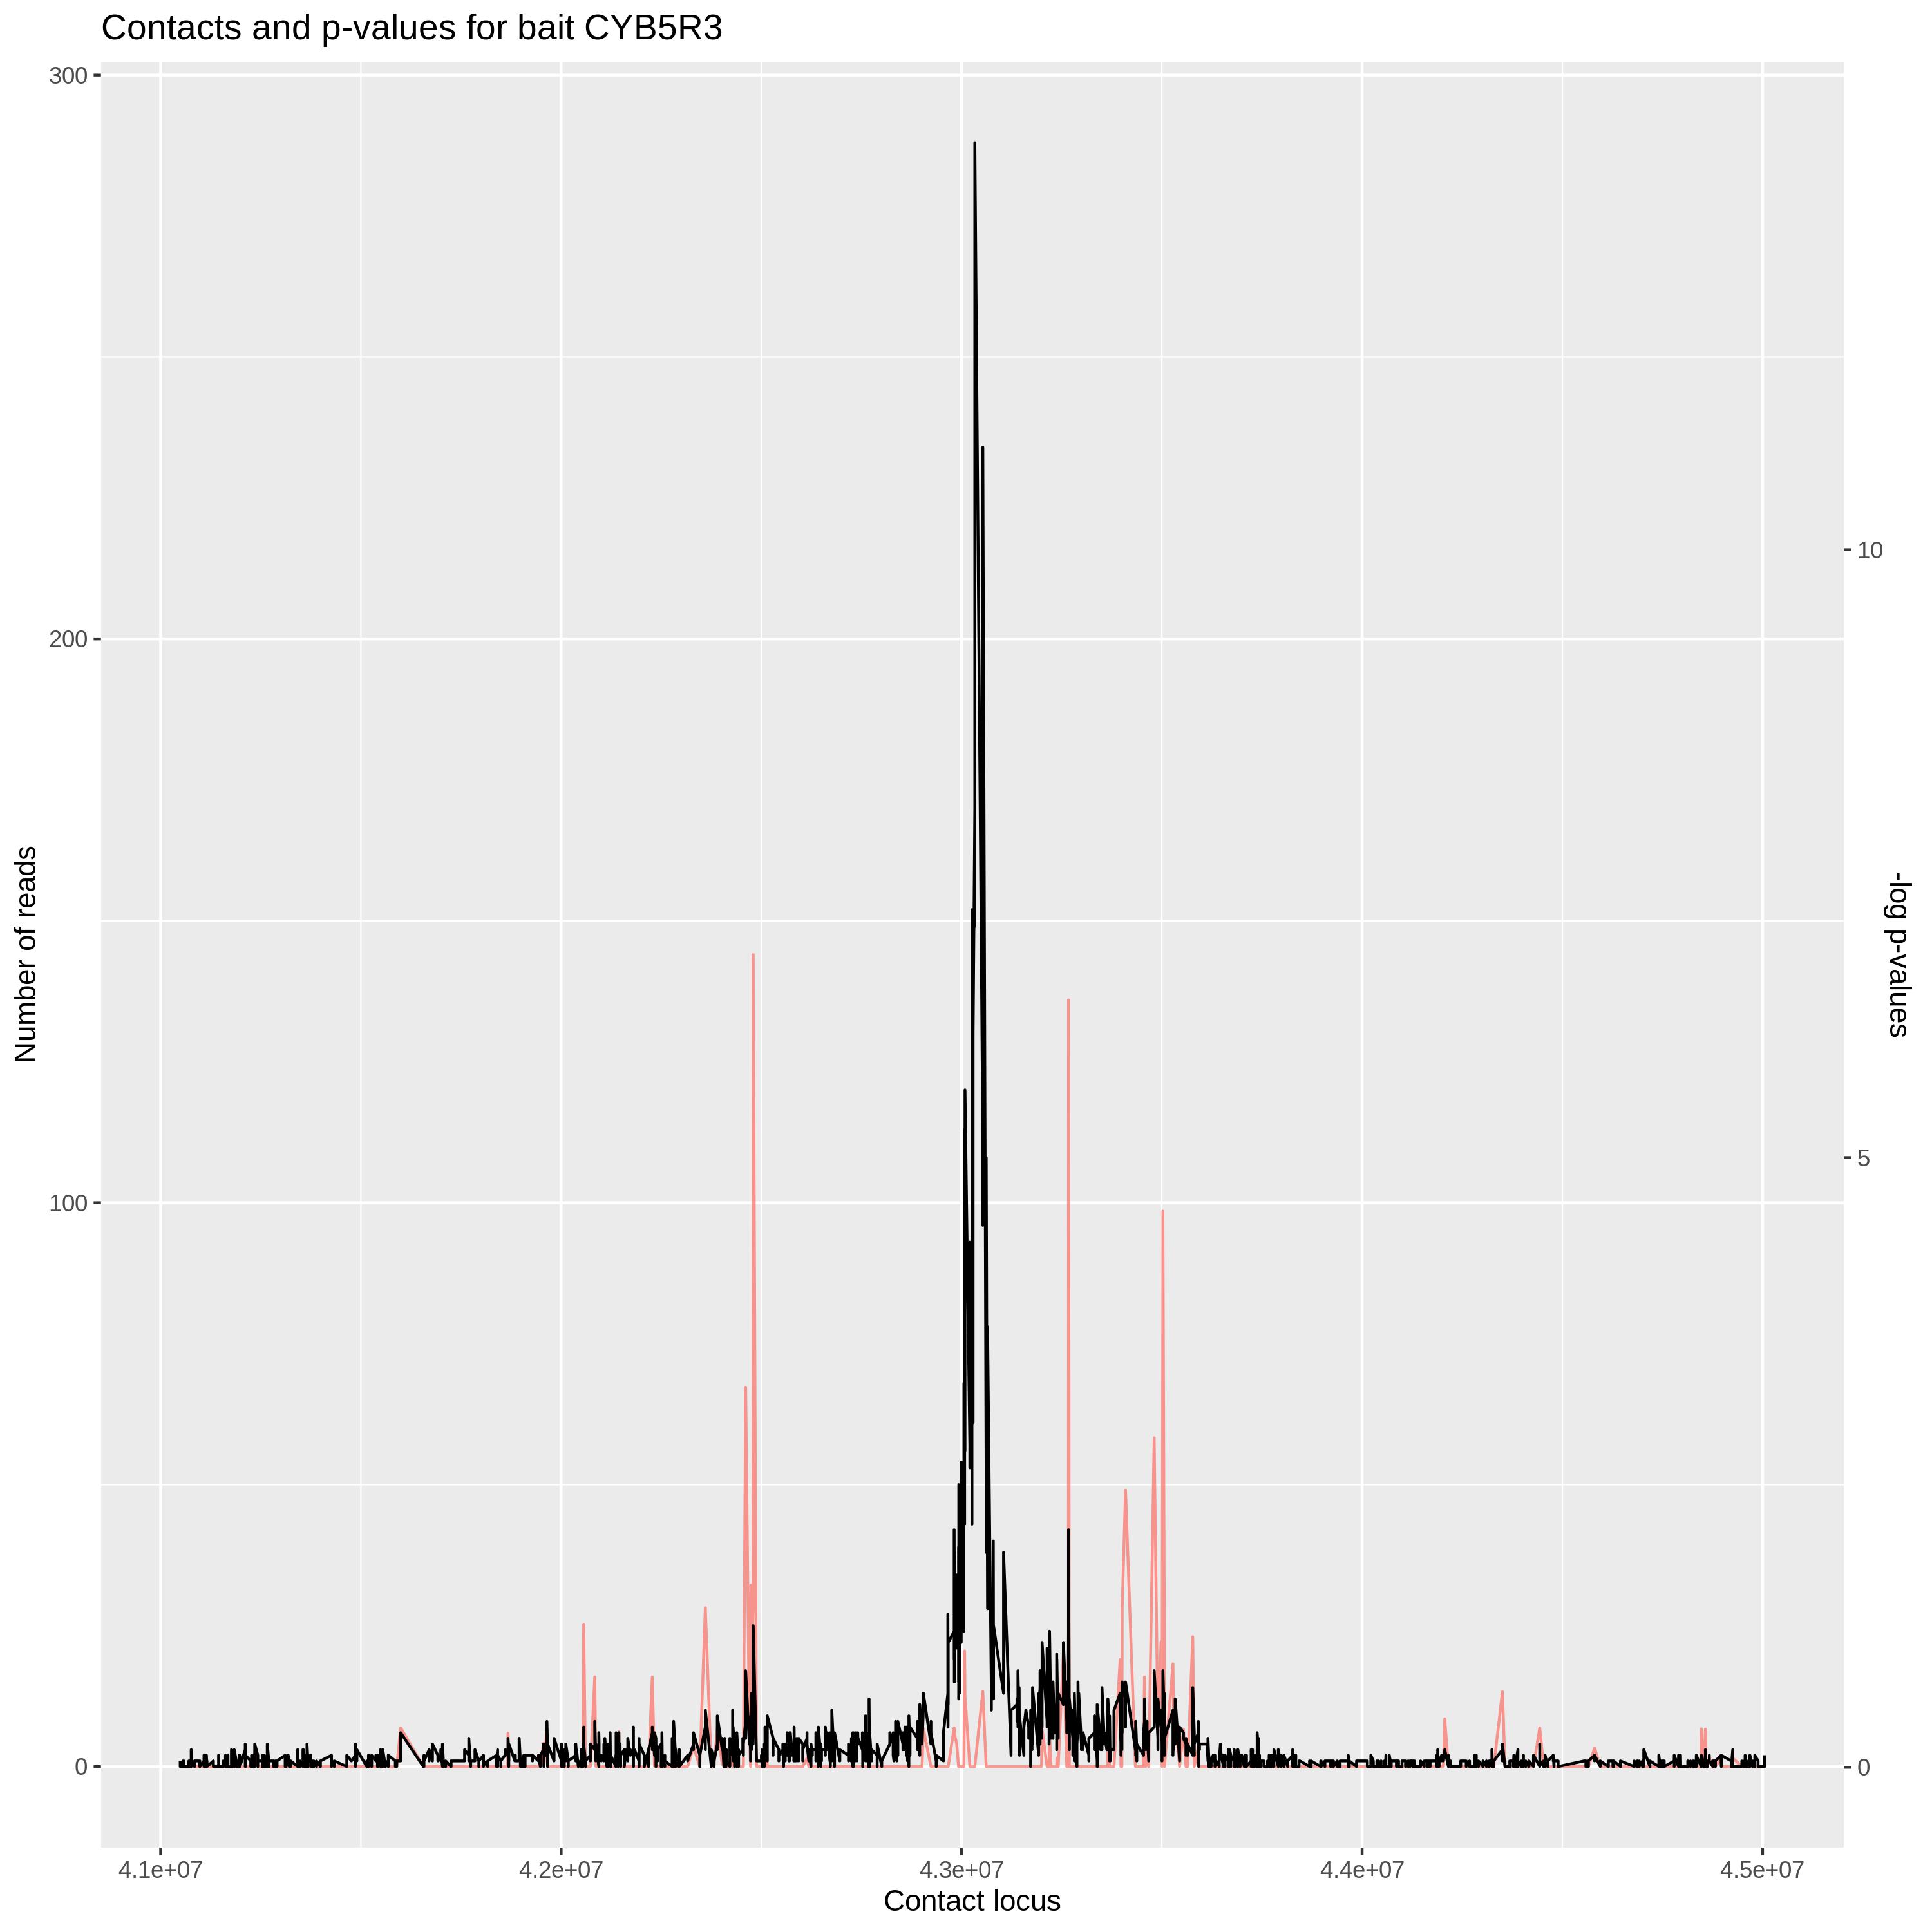 Contacts and p-values for bait CYB5R3
300
200
100
0
Number of reads
10
5
0
-log p-values
4.1e+07 4.2e+07 4.3e+07 4.4e+07 4.5e+07
Contact locus